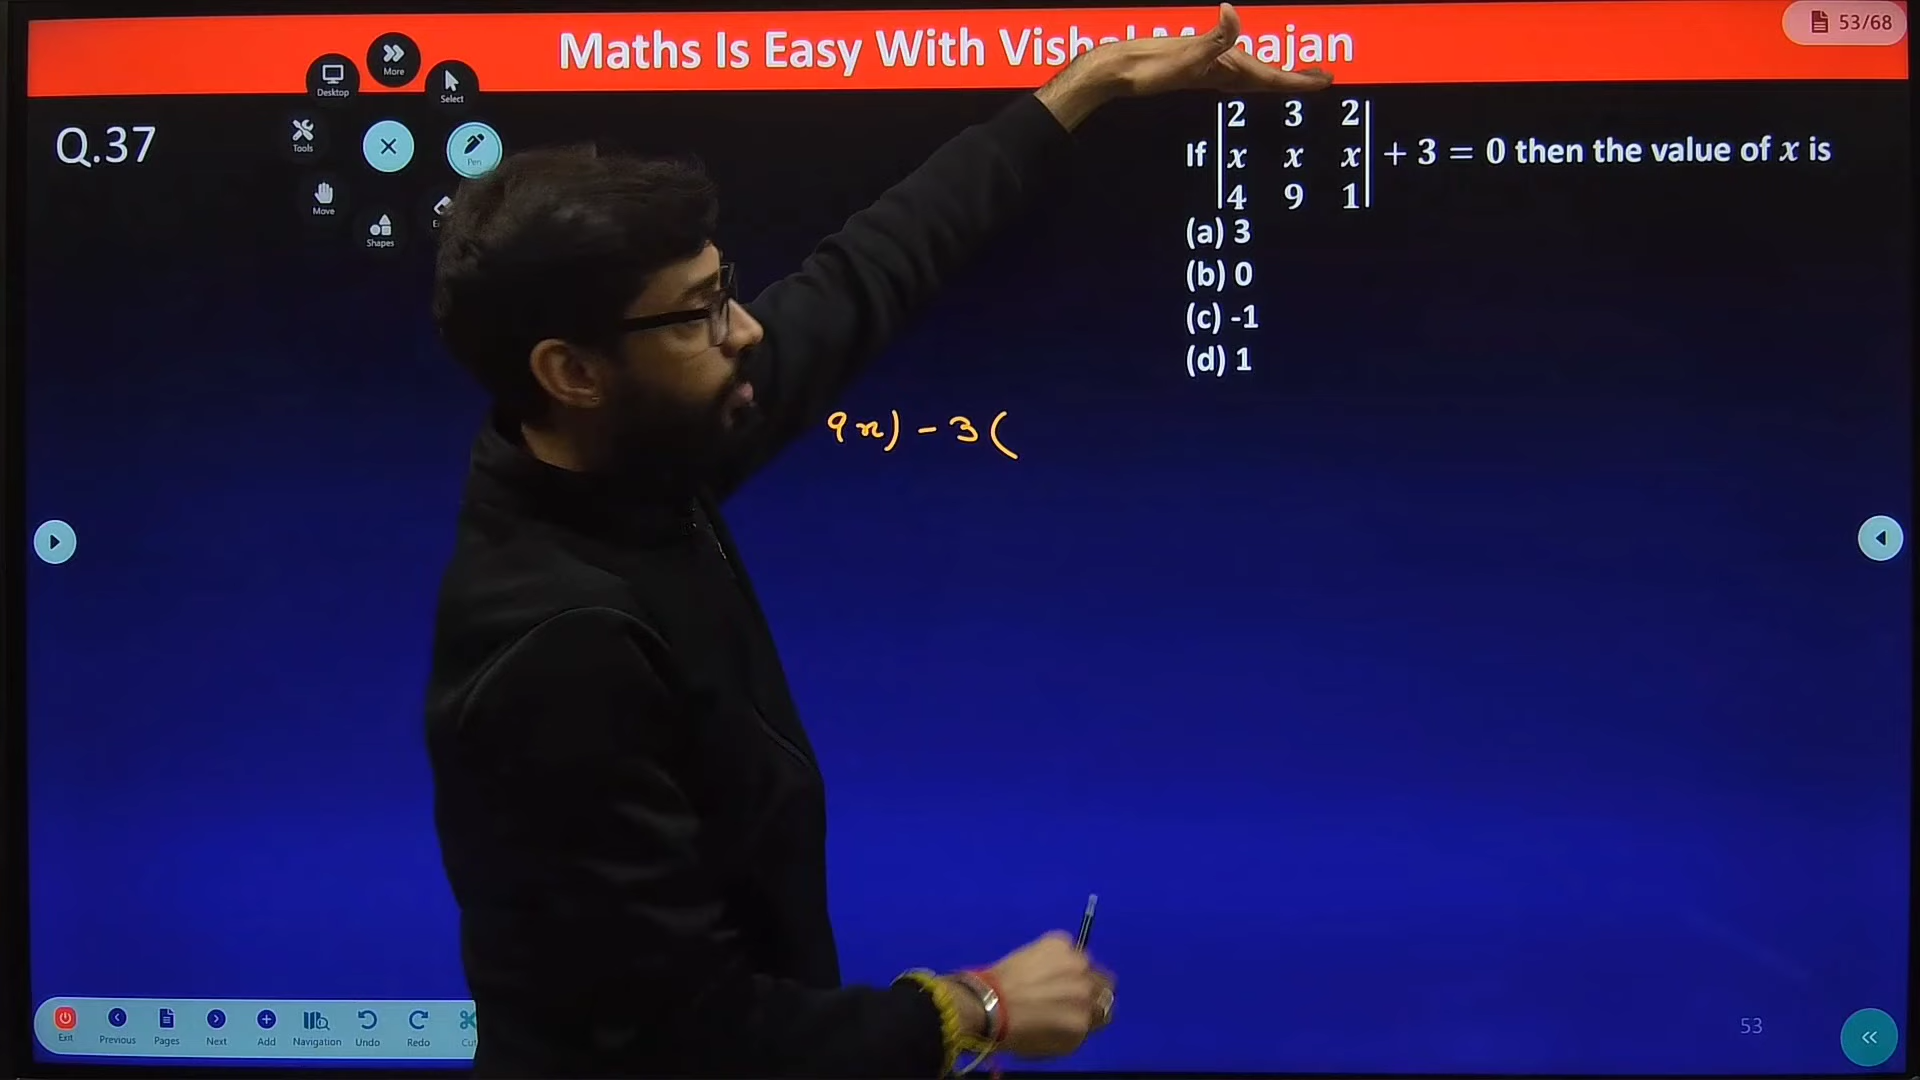 Maths Is Easy With Vishal Mahajan
53/68
More
Desktop
Select
Tools
Pen
Move
Shapes
Q.37
If |2 3 2|
|x x x| + 3 = 0 then the value of x is
|4 9 1|
(a) 3
(b) 0
(c) -1
(d) 1
9x) - 3 (
Exit Previous Pages Next Add Navigation Undo Redo
53